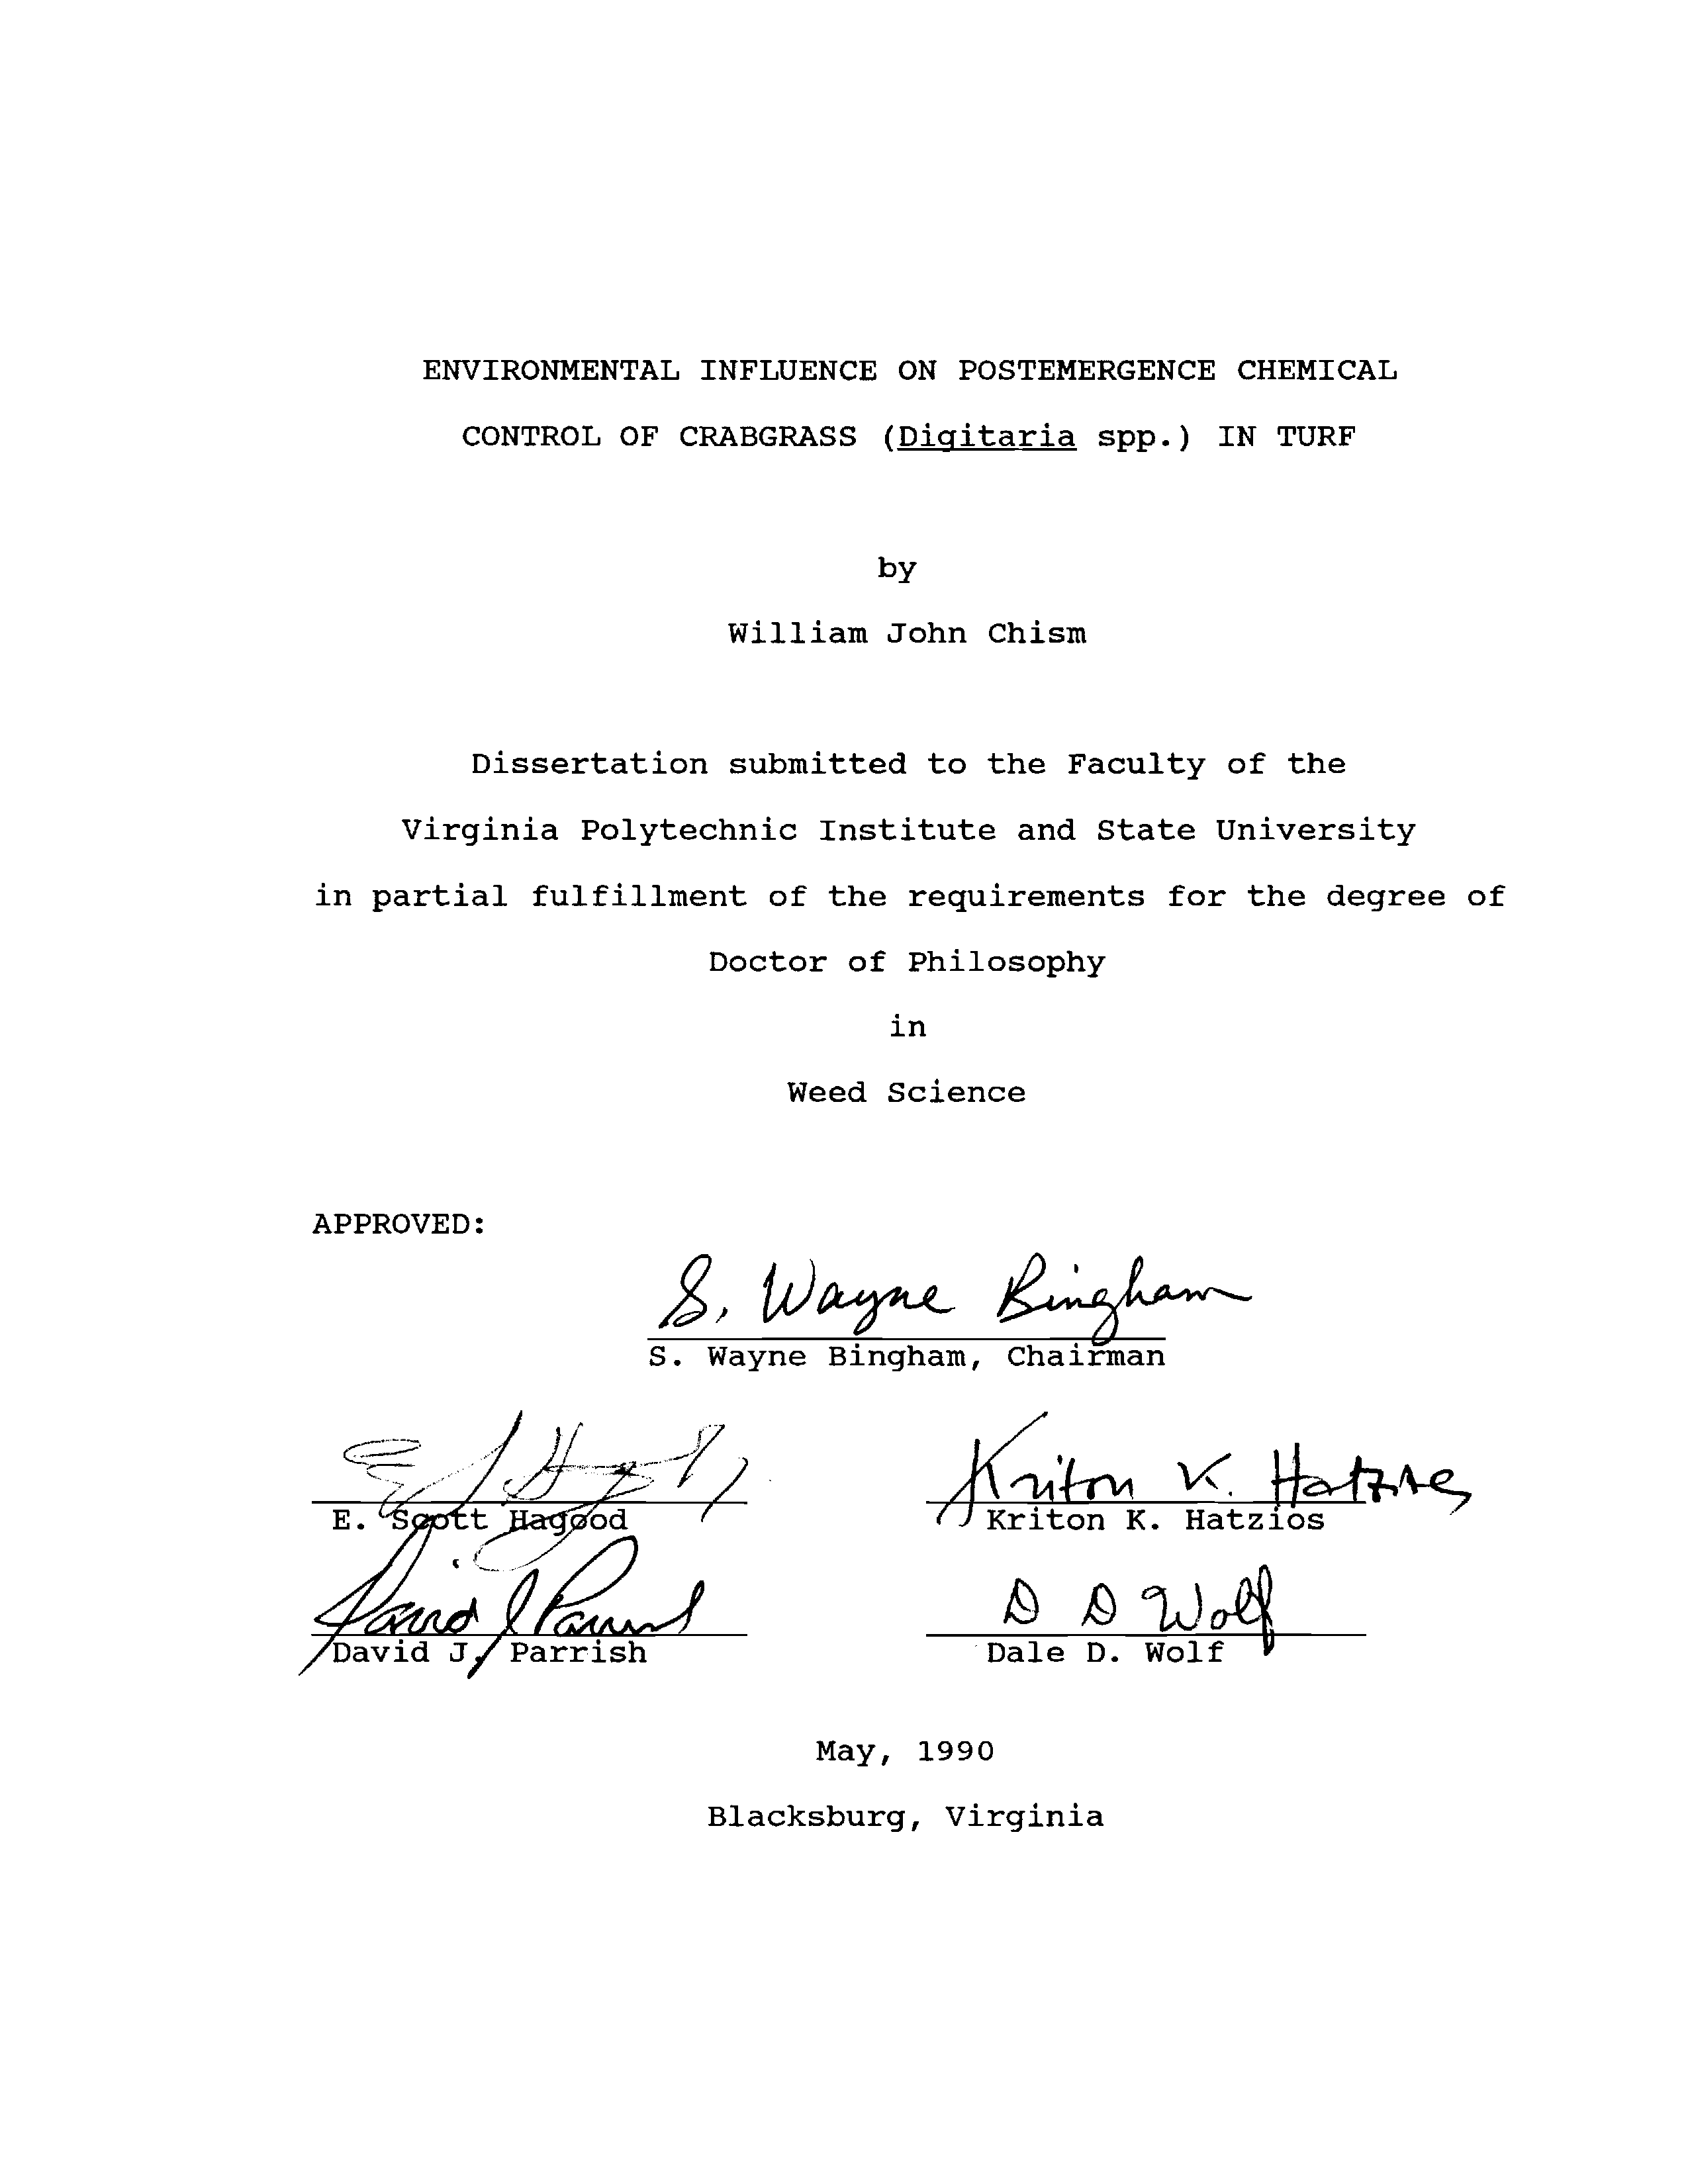 ENVIRONMENTAL INFLUENCE ON POSTEMERGENCE CHEMICAL
CONTROL OF CRABGRASS (Digitaria spp.) IN TURF
by
William John Chism
Dissertation submitted to the Faculty of the
Virginia Polytechnic Institute and State University
in partial fulfillment of the requirements for the degree of
Doctor of Philosophy
in
Weed Science
APPROVED:
S. Wayne Bingham
S. Wayne Bingham, Chairman
Kriton K. Hatzios
E. Scott Hagood Kriton K. Hatzios
David J Parrish D D Wolf
David J. Parrish Dale D. Wolf
May, 1990
Blacksburg, Virginia